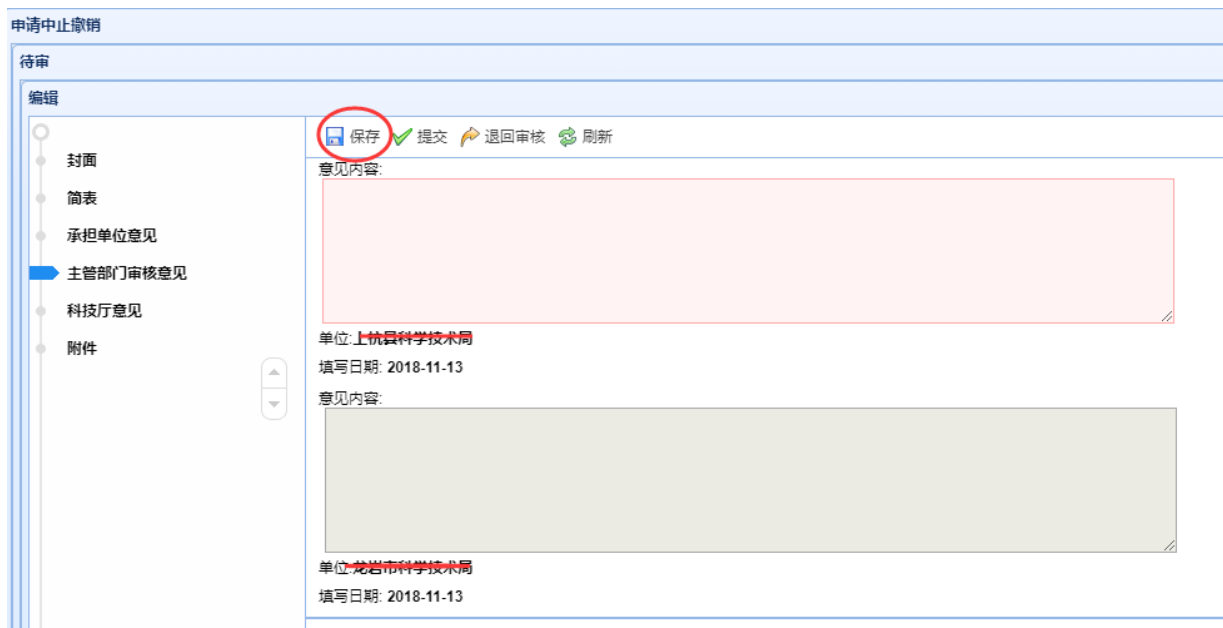 申请中止撤销
待审
编辑
封面
简表
承担单位意见
主管部门审核意见
科技厅意见
附件
保存 提交 退回审核 刷新
意见内容:
单位:上杭县科学技术局
填写日期: 2018-11-13
意见内容:
单位:龙岩市科学技术局
填写日期: 2018-11-13